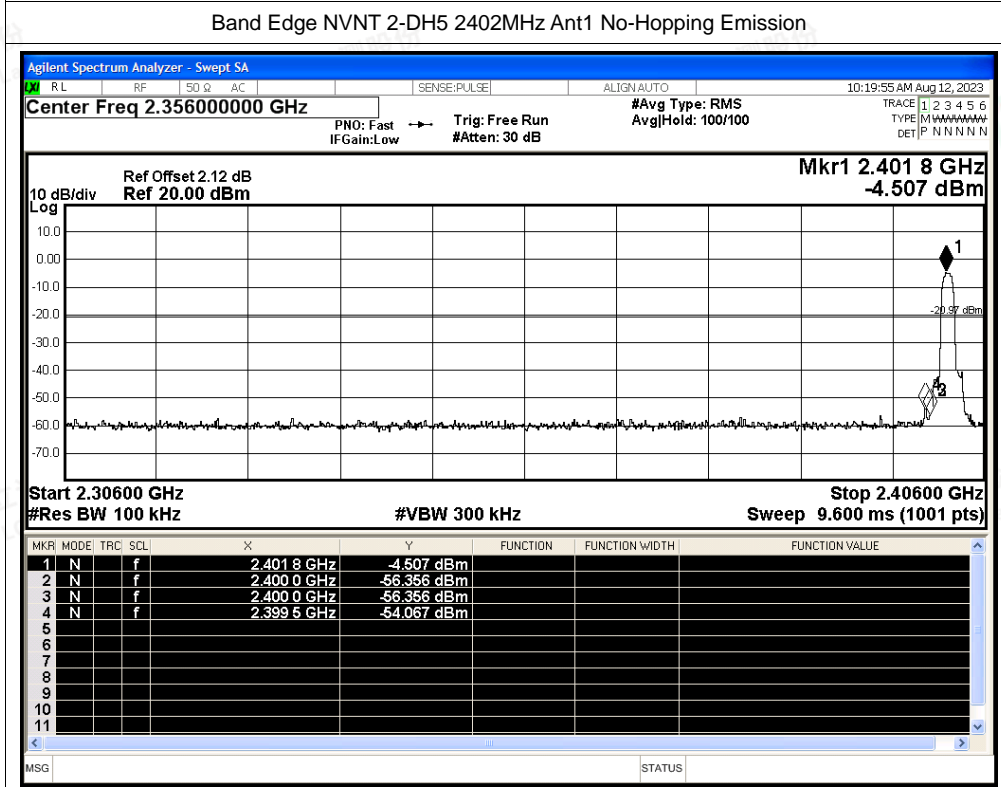 Band Edge NVNT 2-DH5 2402MHz Ant1 No-Hopping Emission
Agilent Spectrum Analyzer - Swept SA
LXI RL RF 50 Ω AC SENSE:PULSE ALIGN AUTO 10:19:55 AM Aug 12, 2023
Center Freq 2.356000000 GHz #Avg Type: RMS TRACE 1 2 3 4 5 6
PNO: Fast Trig: Free Run Avg|Hold: 100/100 TYPE M W W W W W
IFGain:Low #Atten: 30 dB DET P N N N N N
Mkr1 2.401 8 GHz
Ref Offset 2.12 dB
10 dB/div Ref 20.00 dBm -4.507 dBm
Log
10.0
1
0.00
-10.0
-20.0
-20.97 dBm
-30.0
-40.0
4
-50.0
-60.0
-70.0
Start 2.30600 GHz Stop 2.40600 GHz
#Res BW 100 kHz #VBW 300 kHz Sweep 9.600 ms (1001 pts)
MKR MODE TRC SCL X Y FUNCTION FUNCTION WIDTH FUNCTION VALUE
1 N f 2.401 8 GHz -4.507 dBm
2 N f 2.400 0 GHz -56.356 dBm
3 N f 2.400 0 GHz -56.356 dBm
4 N f 2.399 5 GHz -54.067 dBm
5
6
7
8
9
10
11
MSG STATUS